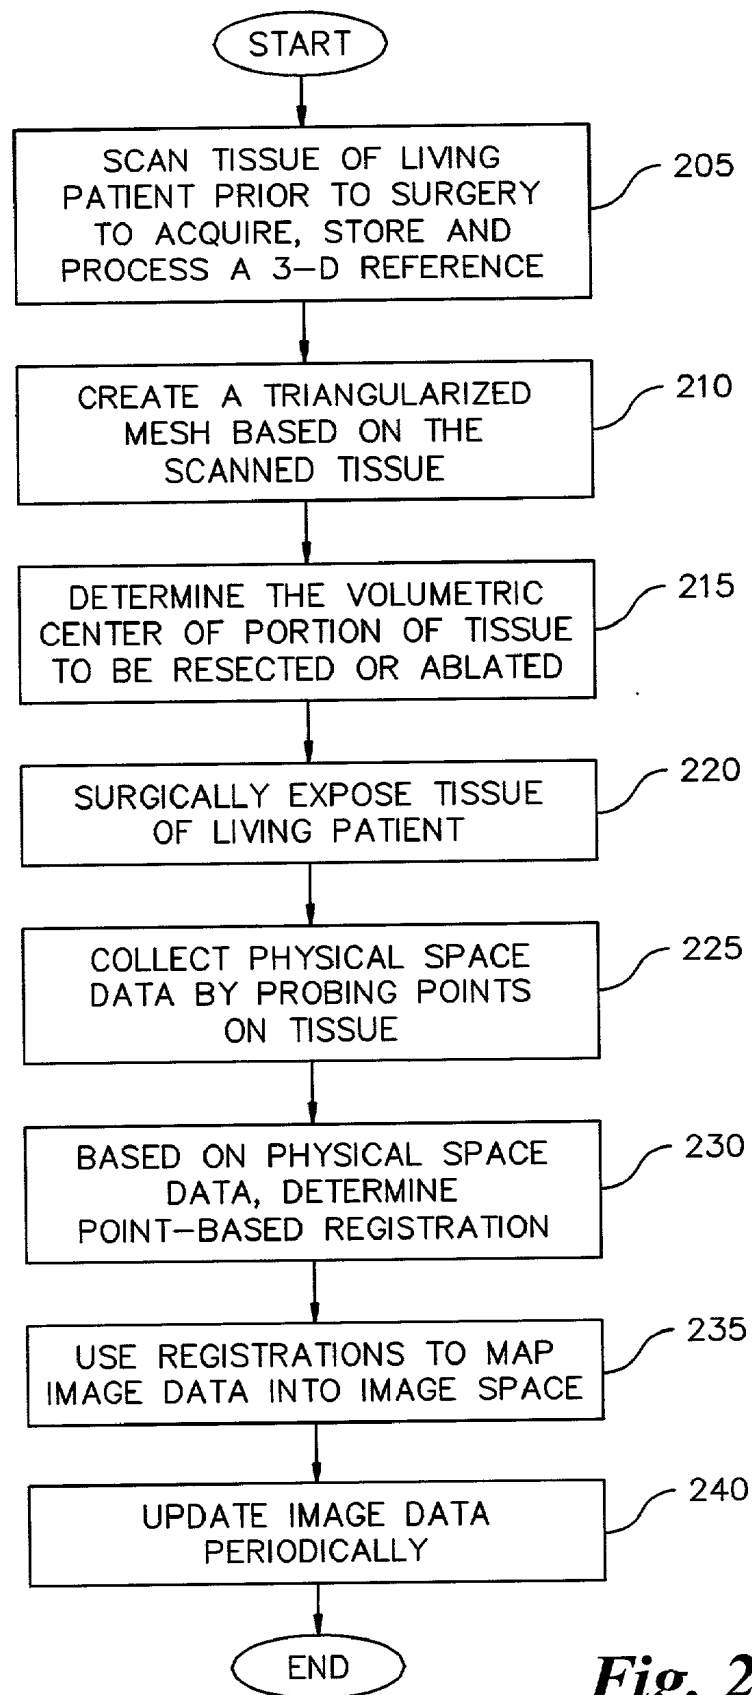 START
SCAN TISSUE OF LIVING
PATIENT PRIOR TO SURGERY
TO ACQUIRE, STORE AND
PROCESS A 3-D REFERENCE
205
CREATE A TRIANGULARIZED
MESH BASED ON THE
SCANNED TISSUE
210
DETERMINE THE VOLUMETRIC
CENTER OF PORTION OF TISSUE
TO BE RESECTED OR ABLATED
215
SURGICALLY EXPOSE TISSUE
OF LIVING PATIENT
220
COLLECT PHYSICAL SPACE
DATA BY PROBING POINTS
ON TISSUE
225
BASED ON PHYSICAL SPACE
DATA, DETERMINE
POINT-BASED REGISTRATION
230
USE REGISTRATIONS TO MAP
IMAGE DATA INTO IMAGE SPACE
235
UPDATE IMAGE DATA
PERIODICALLY
240
END
Fig. 2